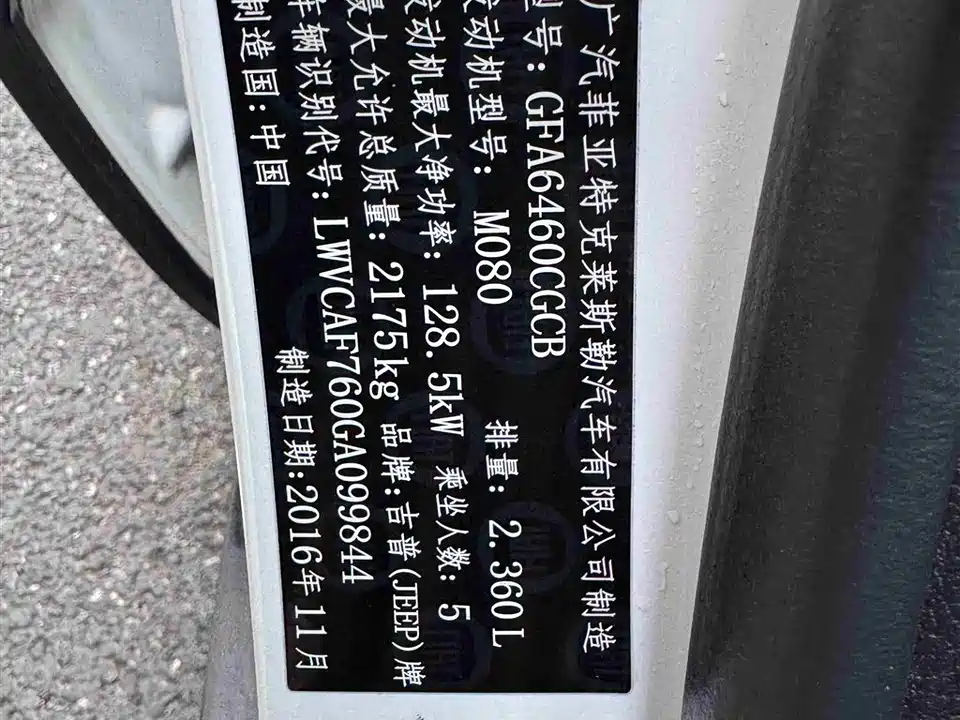 广汽菲亚特克莱斯勒汽车有限公司制造
型号: GFA6460CGCB
发动机型号: M080 排量: 2.360L
发动机最大净功率: 128.5kW 乘坐人数: 5
最大允许总质量: 2175kg 品牌:吉普(JEEP)牌
车辆识别代号: LWVCAF760GA099844
制造国:中国 制造日期:2016年11月